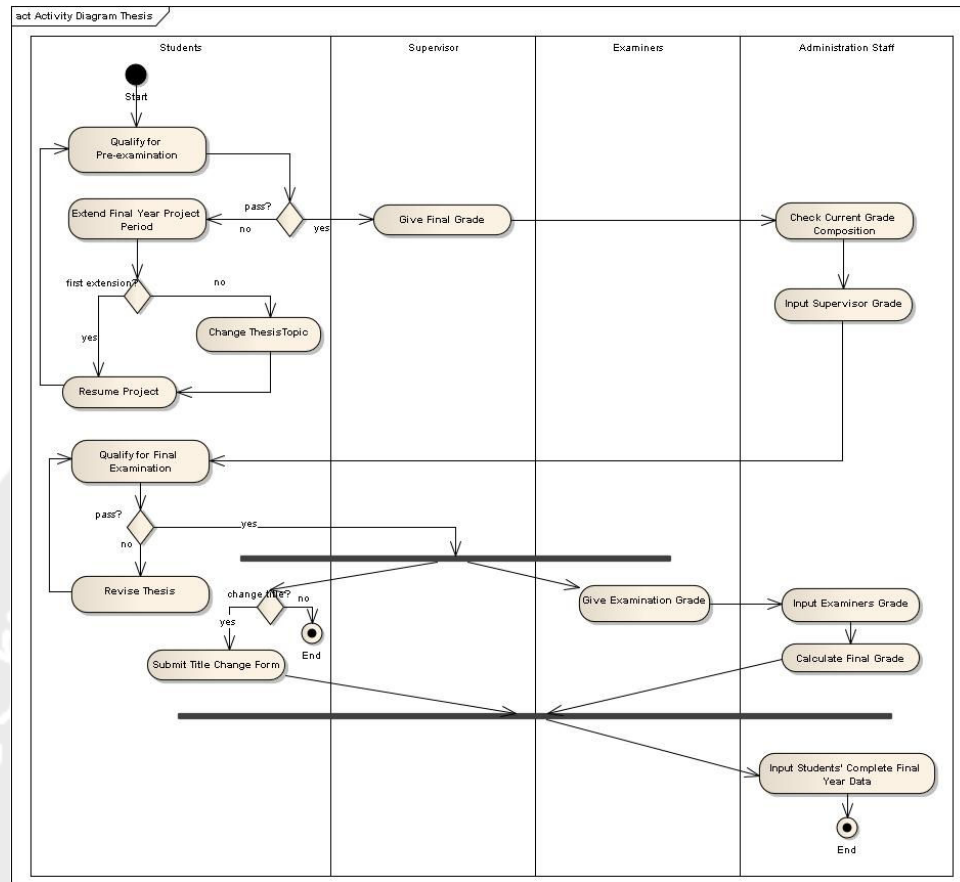 act Activity Diagram Thesis
Students
Supervisor
Examiners
Administration Staff
Start
Qualify for
Pre-examination
pass?
no
yes
Extend Final Year Project
Period
Give Final Grade
Check Current Grade
Composition
first extension?
no
yes
Input Supervisor Grade
Change ThesisTopic
Resume Project
Qualify for Final
Examination
pass?
yes
no
Revise Thesis
change title?
no
yes
End
Give Examination Grade
Input Examiners Grade
Submit Title Change Form
Calculate Final Grade
Input Students' Complete Final
Year Data
End